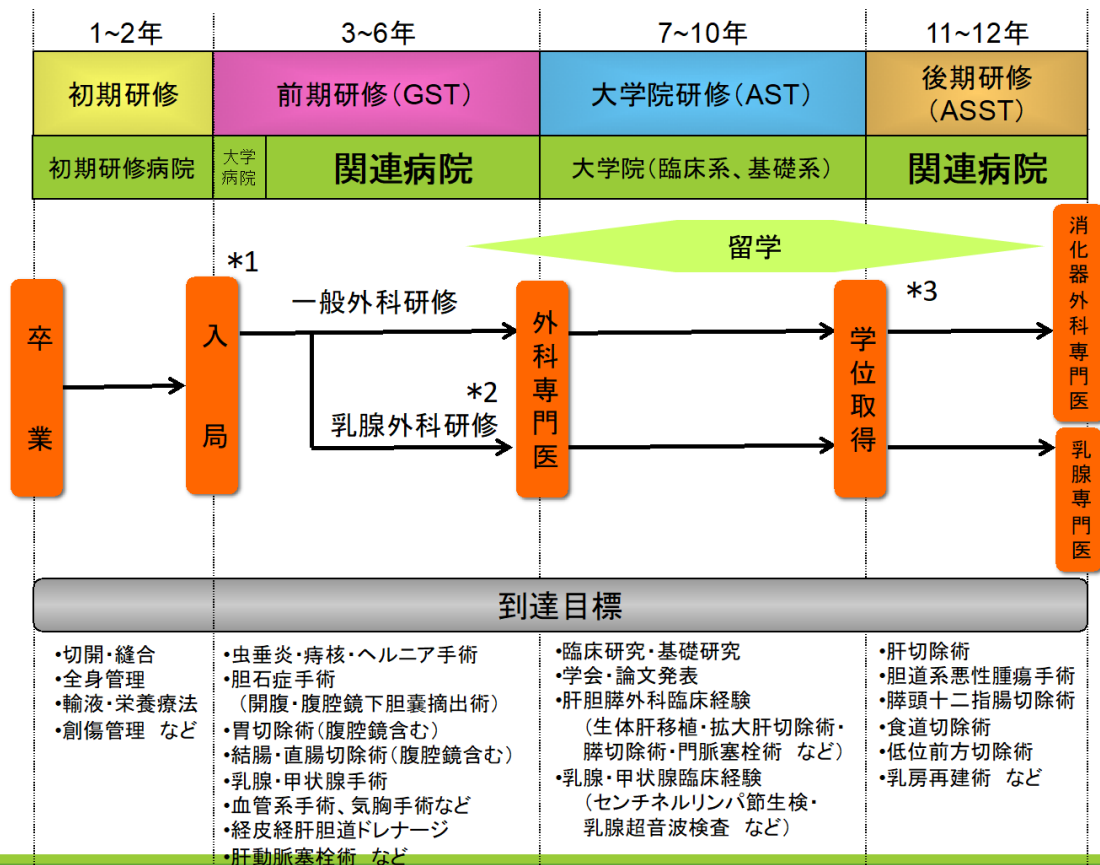 1~2年
3~6年
7~10年
11~12年
初期研修
前期研修(GST)
大学院研修(AST)
後期研修
(ASST)
初期研修病院
大学
病院
関連病院
大学院(臨床系、基礎系)
関連病院
留学
卒業
入局
*1
一般外科研修
*2
乳腺外科研修
外科専門医
学位取得
*3
消化器外科専門医
乳腺専門医
到達目標
•切開・縫合
•全身管理
•輸液・栄養療法
•創傷管理 など
•虫垂炎・痔核・ヘルニア手術
•胆石症手術
(開腹・腹腔鏡下胆嚢摘出術)
•胃切除術(腹腔鏡含む)
•結腸・直腸切除術(腹腔鏡含む)
•乳腺・甲状腺手術
•血管系手術、気胸手術など
•経皮経肝胆道ドレナージ
•肝動脈塞栓術 など
•臨床研究・基礎研究
•学会・論文発表
•肝胆膵外科臨床経験
(生体肝移植・拡大肝切除術・
膵切除術・門脈塞栓術 など)
•乳腺・甲状腺臨床経験
(センチネルリンパ節生検・
乳腺超音波検査 など)
•肝切除術
•胆道系悪性腫瘍手術
•膵頭十二指腸切除術
•食道切除術
•低位前方切除術
•乳房再建術 など